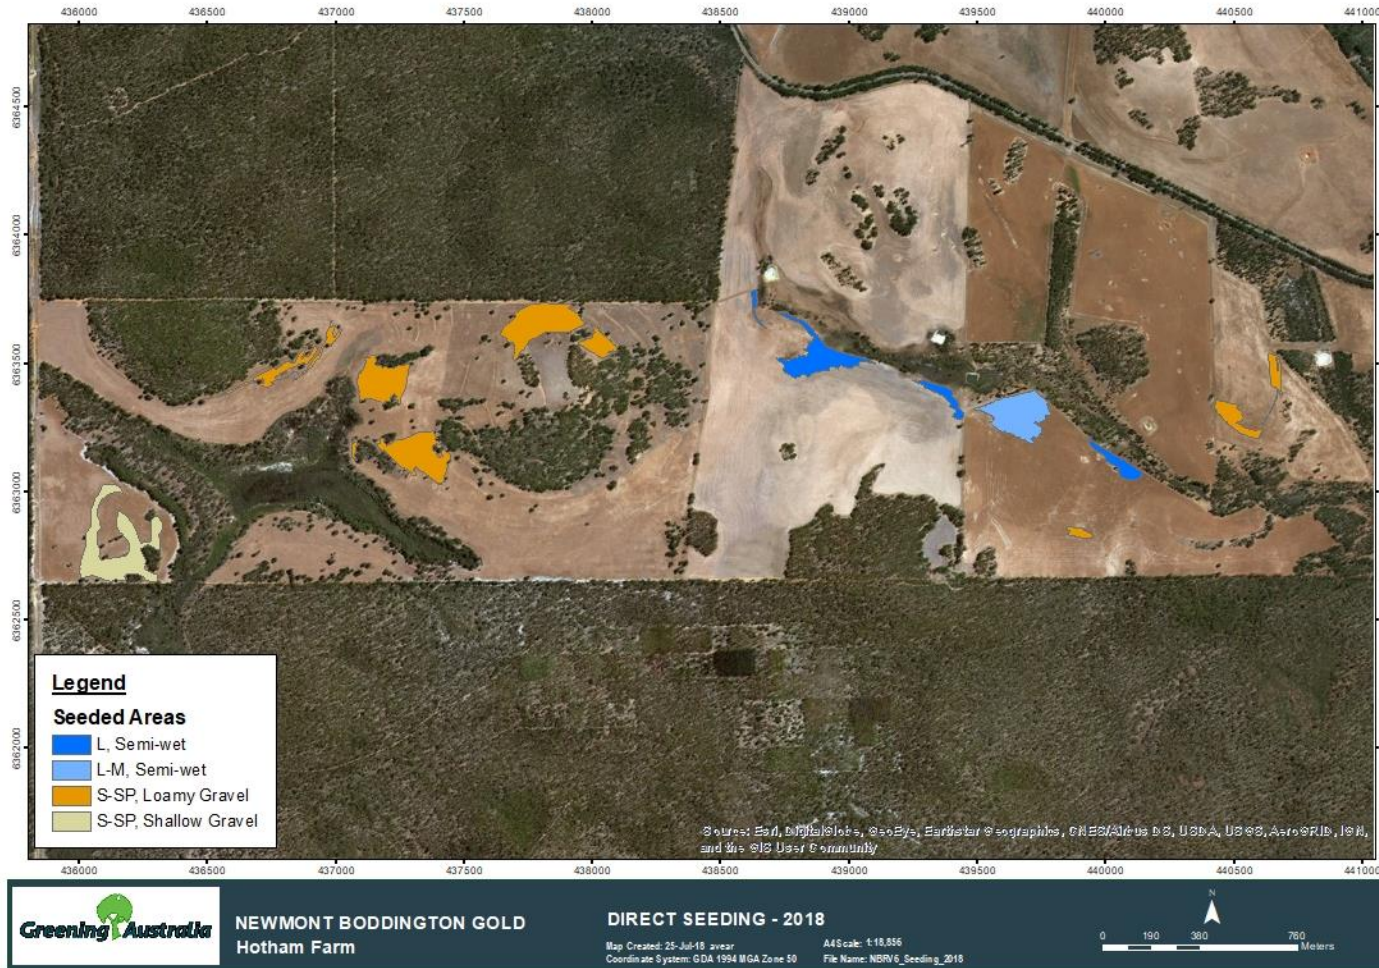 436000 436500 437000 437500 438000 438500 439000 439500 440000 440500 441000
6364500
6364000
6363500
6363000
6362500
6362000
Legend
Seeded Areas
L, Semi-wet
L-M, Semi-wet
S-SP, Loamy Gravel
S-SP, Shallow Gravel
Source: Esri, DigitalGlobe, GeoEye, Earthstar Geographics, CNES/Airbus DS, USDA, USGS, AeroGRID, IGN,
and the GIS User Community
436000 436500 437000 437500 438000 438500 439000 439500 440000 440500 441000
Greening Australia
NEWMONT BODDINGTON GOLD
Hotham Farm
DIRECT SEEDING - 2018
Map Created: 25-Jul-18 avear
Coordinate System: GDA 1994 MGA Zone 50
A4 Scale: 1:18,856
File Name: NBRV6_Seeding_2018
N
0 190 380 760
Meters